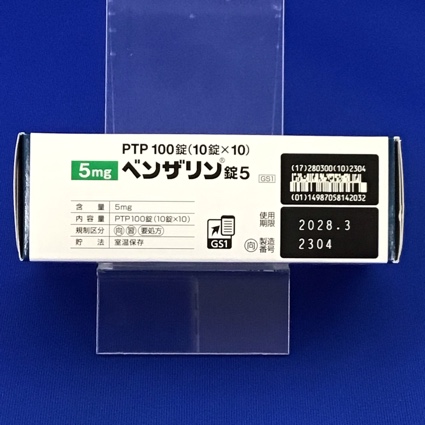 PTP 100錠(10錠×10)
5mg ベンザリン®錠5 GS1
含量 5mg
内容量 PTP100錠(10錠×10)
規制区分 向 習 要処方
貯法 室温保存
GS1
(17)280300(10)2304
(01)14987058142032
使用期限 2028.3
向 製造番号 2304